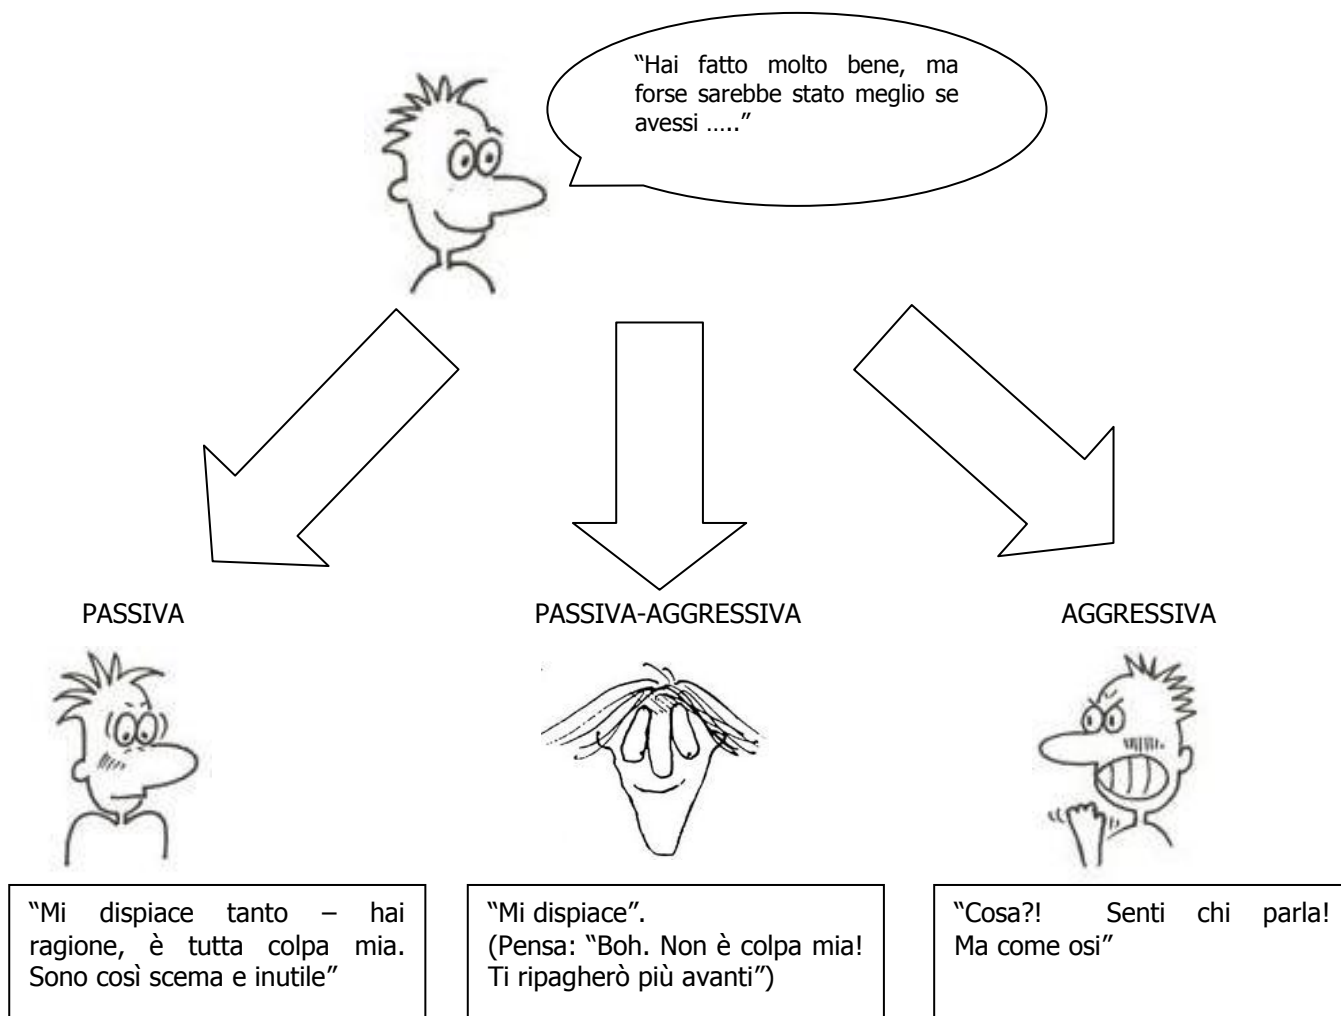 “Hai fatto molto bene, ma
forse sarebbe stato meglio se
avessi …..”
PASSIVA
PASSIVA-AGGRESSIVA
AGGRESSIVA
“Mi dispiace tanto – hai
ragione, è tutta colpa mia.
Sono così scema e inutile”
“Mi dispiace”.
(Pensa: “Boh. Non è colpa mia!
Ti ripagherò più avanti”)
“Cosa?! Senti chi parla!
Ma come osi”